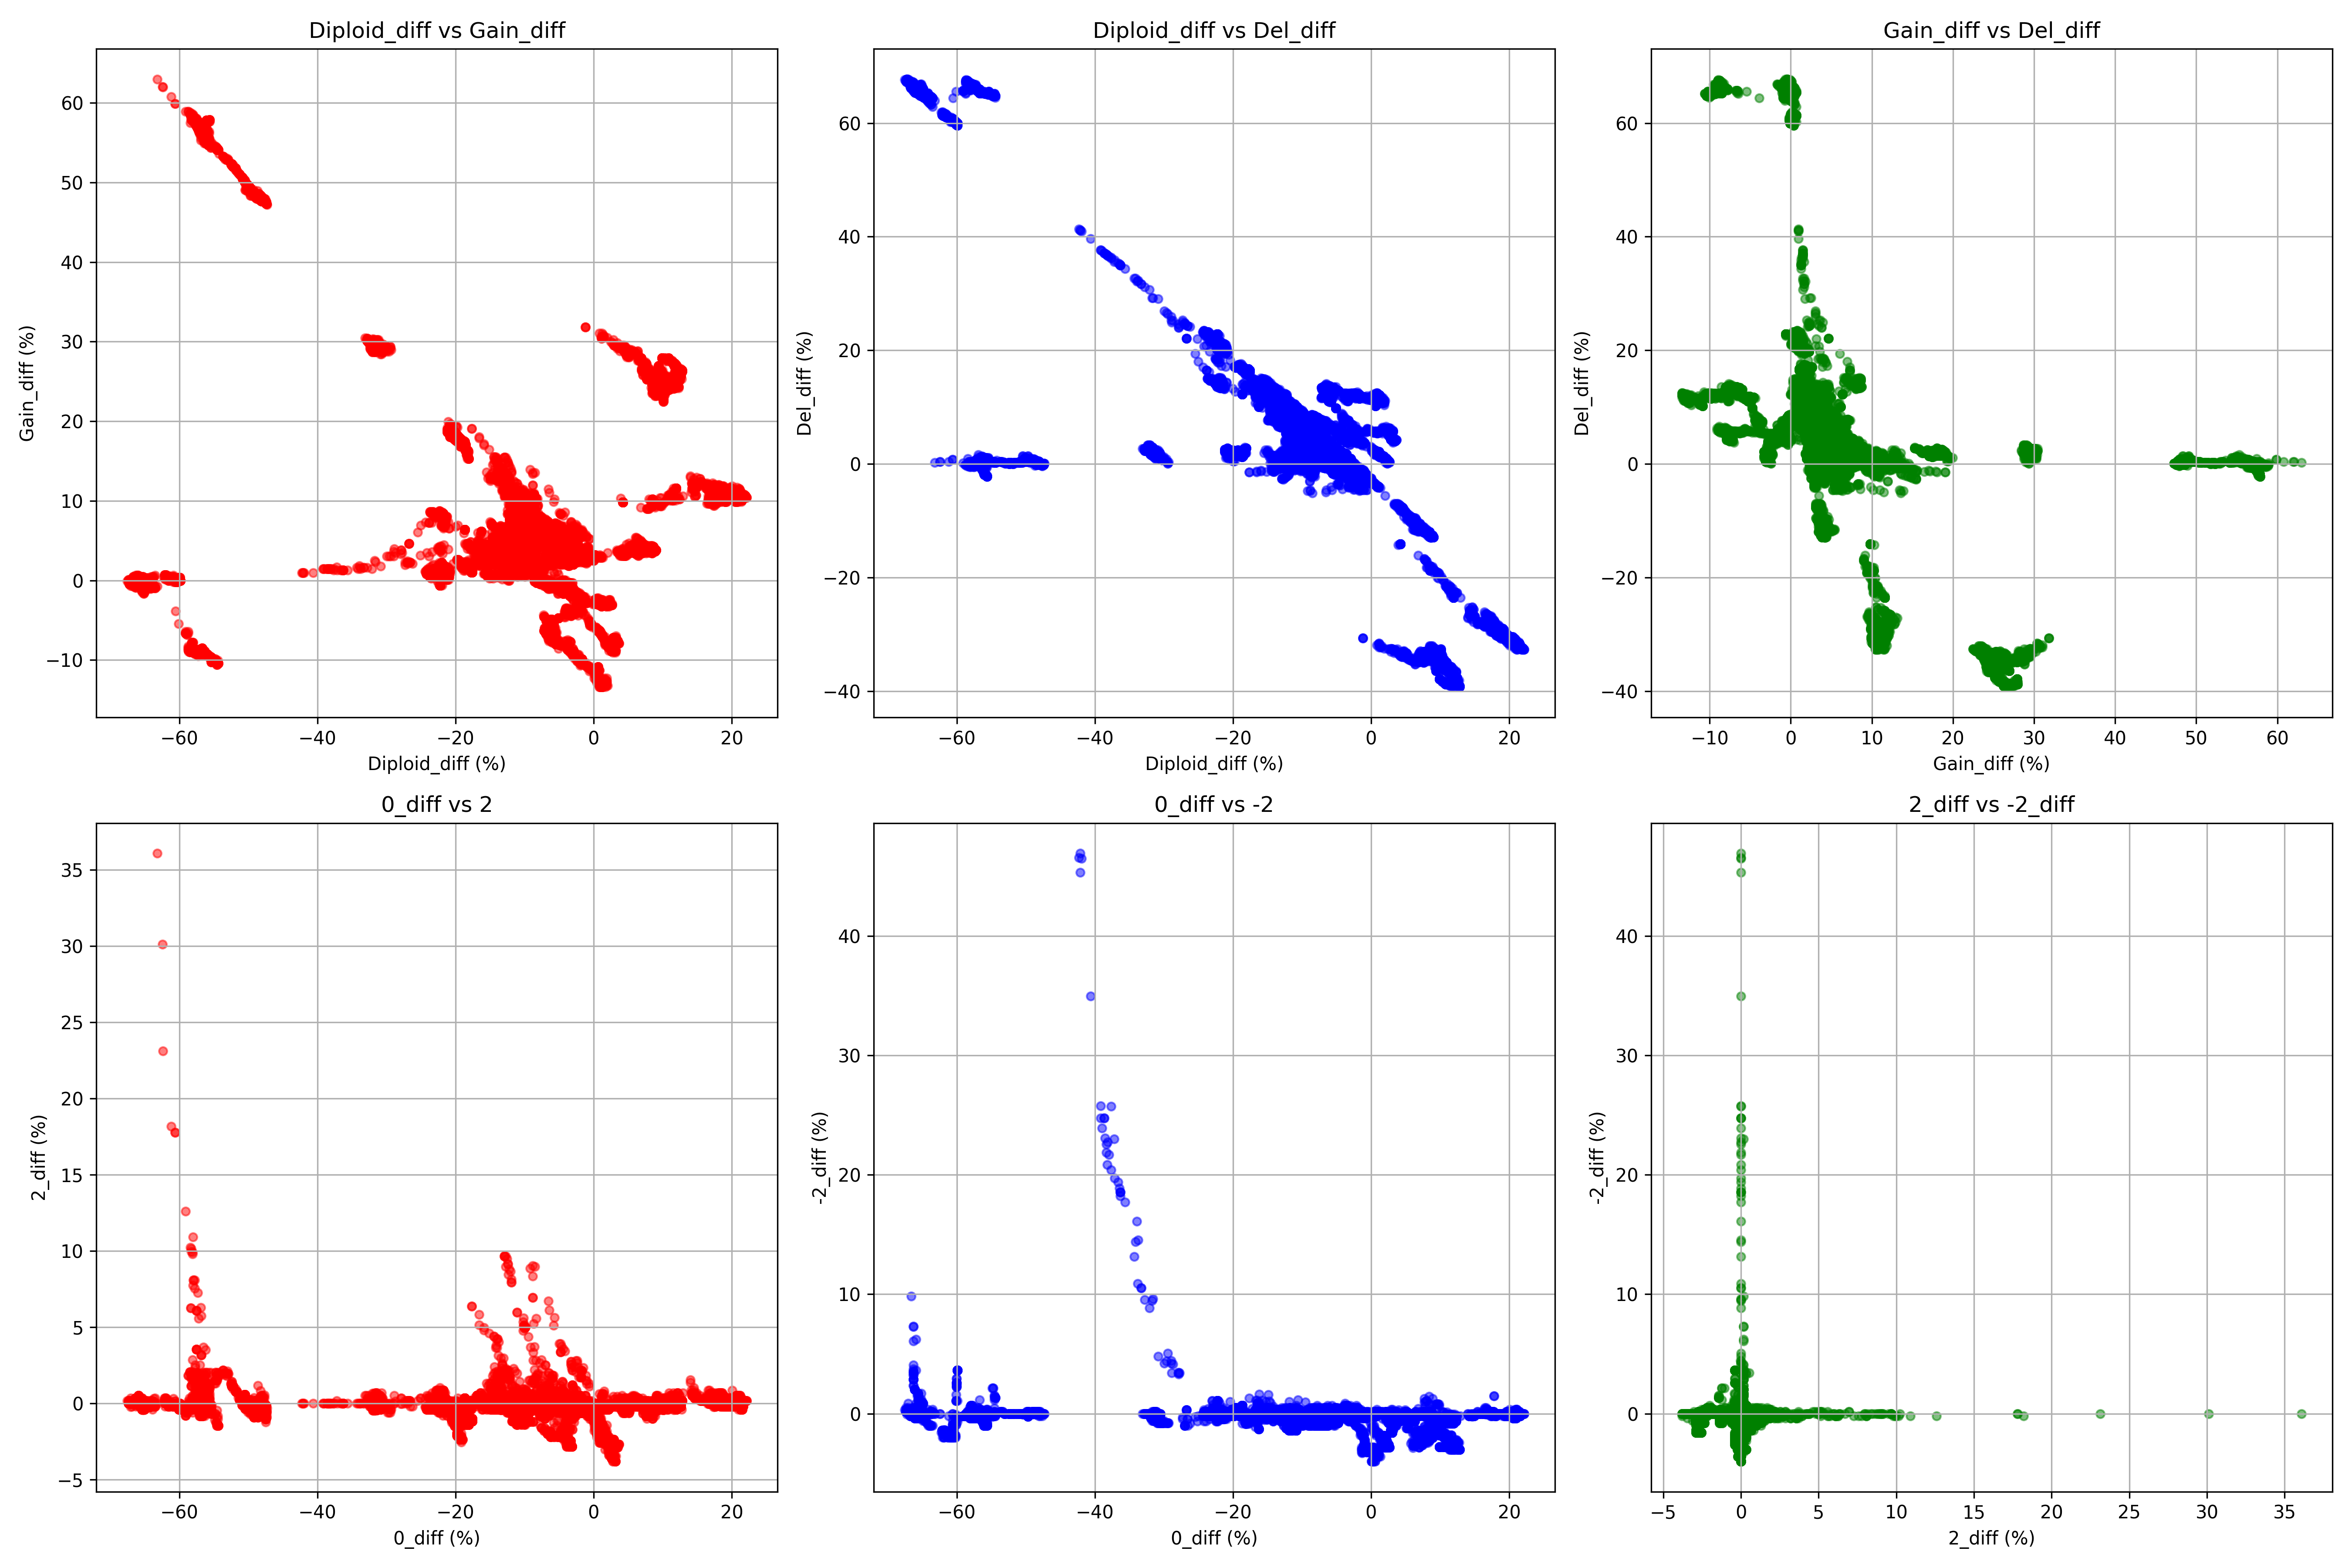 Diploid_diff vs Gain_diff
Gain_diff (%)
60
50
40
30
20
10
0
−10
−60 −40 −20 0 20
Diploid_diff (%)
Diploid_diff vs Del_diff
Del_diff (%)
60
40
20
0
−20
−40
−60 −40 −20 0 20
Diploid_diff (%)
Gain_diff vs Del_diff
Del_diff (%)
60
40
20
0
−20
−40
−10 0 10 20 30 40 50 60
Gain_diff (%)
0_diff vs 2
2_diff (%)
35
30
25
20
15
10
5
0
−5
−60 −40 −20 0 20
0_diff (%)
0_diff vs -2
-2_diff (%)
40
30
20
10
0
−60 −40 −20 0 20
0_diff (%)
2_diff vs -2_diff
-2_diff (%)
40
30
20
10
0
−5 0 5 10 15 20 25 30 35
2_diff (%)